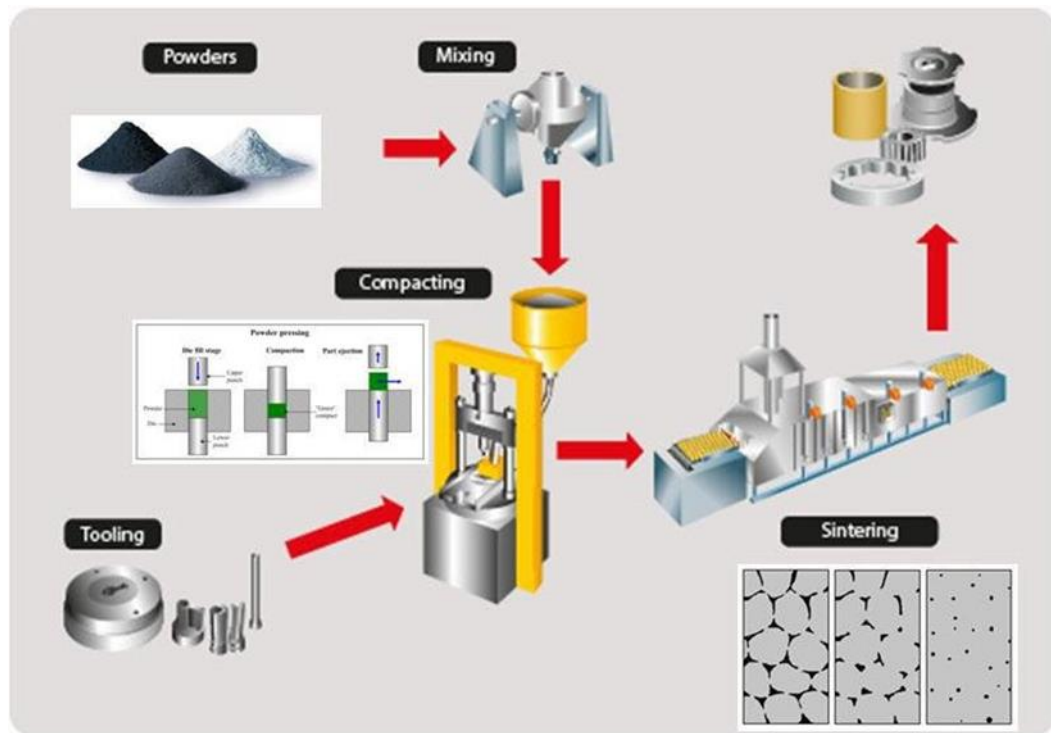 Powders
Mixing
Compacting
Powder pressing
Die fill stage
Compaction
Part ejection
Upper
punch
Powder
Die
Lower
punch
"Green"
compact
Tooling
Sintering